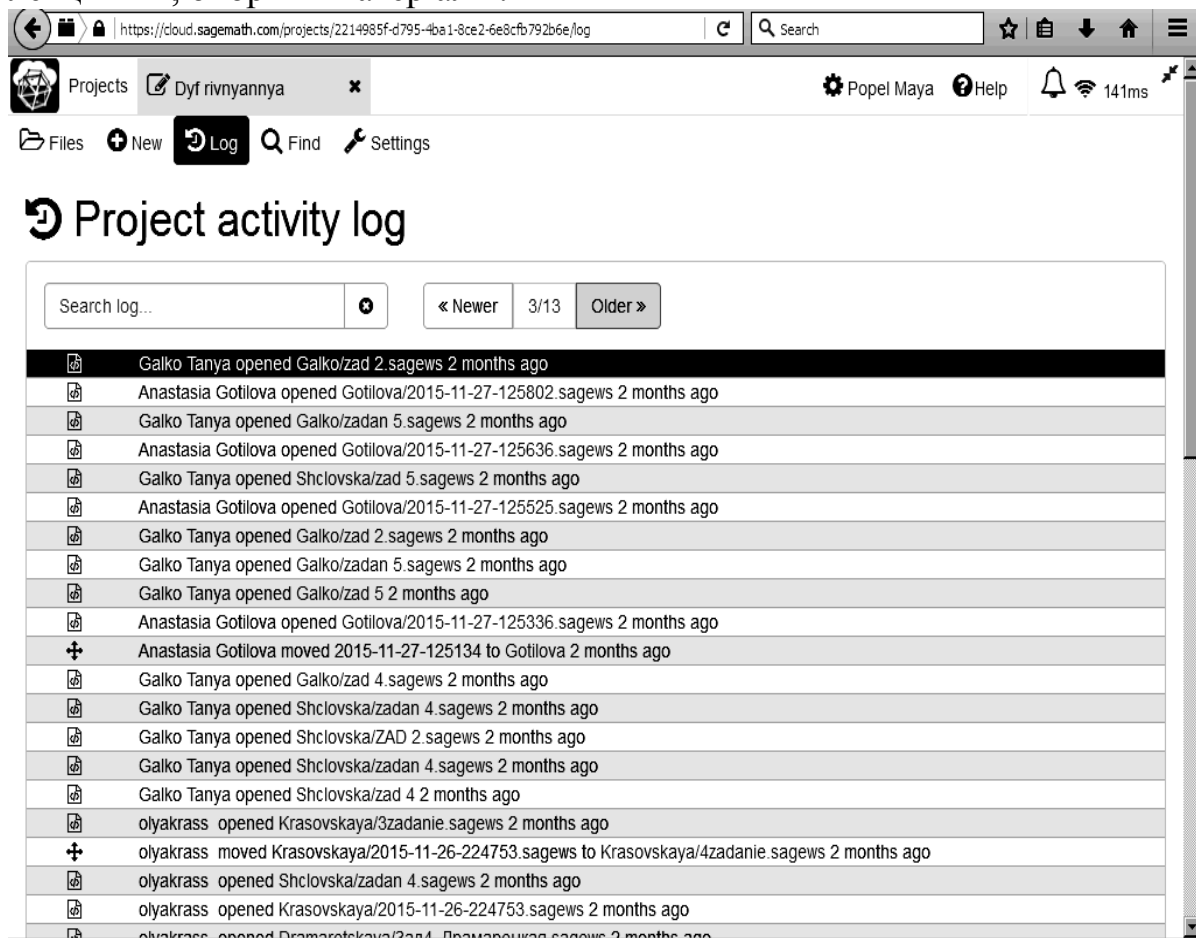 https://cloud.sagemath.com/projects/2214985f-d795-4ba1-8ce2-6e8cfb792b6e/log Search
Projects Dyf rivnyannya Popel Maya Help 141ms
Files New Log Find Settings
Project activity log
Search log... « Newer 3/13 Older »
Galko Tanya opened Galko/zad 2.sagews 2 months ago
Anastasia Gotilova opened Gotilova/2015-11-27-125802.sagews 2 months ago
Galko Tanya opened Galko/zadan 5.sagews 2 months ago
Anastasia Gotilova opened Gotilova/2015-11-27-125636.sagews 2 months ago
Galko Tanya opened Shclovska/zad 5.sagews 2 months ago
Anastasia Gotilova opened Gotilova/2015-11-27-125525.sagews 2 months ago
Galko Tanya opened Galko/zad 2.sagews 2 months ago
Galko Tanya opened Galko/zadan 5.sagews 2 months ago
Galko Tanya opened Galko/zad 5 2 months ago
Anastasia Gotilova opened Gotilova/2015-11-27-125336.sagews 2 months ago
Anastasia Gotilova moved 2015-11-27-125134 to Gotilova 2 months ago
Galko Tanya opened Galko/zad 4.sagews 2 months ago
Galko Tanya opened Shclovska/zadan 4.sagews 2 months ago
Galko Tanya opened Shclovska/ZAD 2.sagews 2 months ago
Galko Tanya opened Shclovska/zadan 4.sagews 2 months ago
Galko Tanya opened Shclovska/zad 4 2 months ago
olyakrass opened Krasovskaya/3zadanie.sagews 2 months ago
olyakrass moved Krasovskaya/2015-11-26-224753.sagews to Krasovskaya/4zadanie.sagews 2 months ago
olyakrass opened Shclovska/zadan 4.sagews 2 months ago
olyakrass opened Krasovskaya/2015-11-26-224753.sagews 2 months ago
olyakrass opened 2 months ago